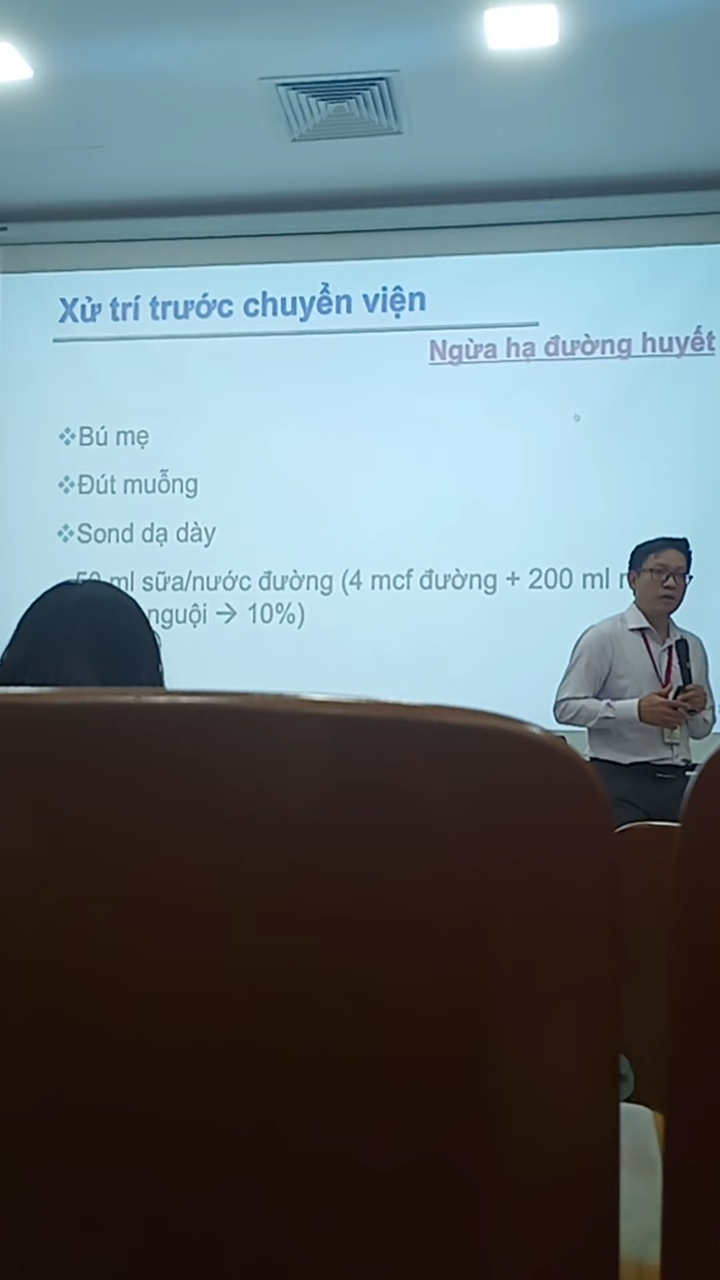 Xử trí trước chuyển viện
Ngừa hạ đường huyết
❖Bú mẹ
❖Đút muỗng
❖Sond dạ dày
50 ml sữa/nước đường (4 mcf đường + 200 ml
nguội → 10%)